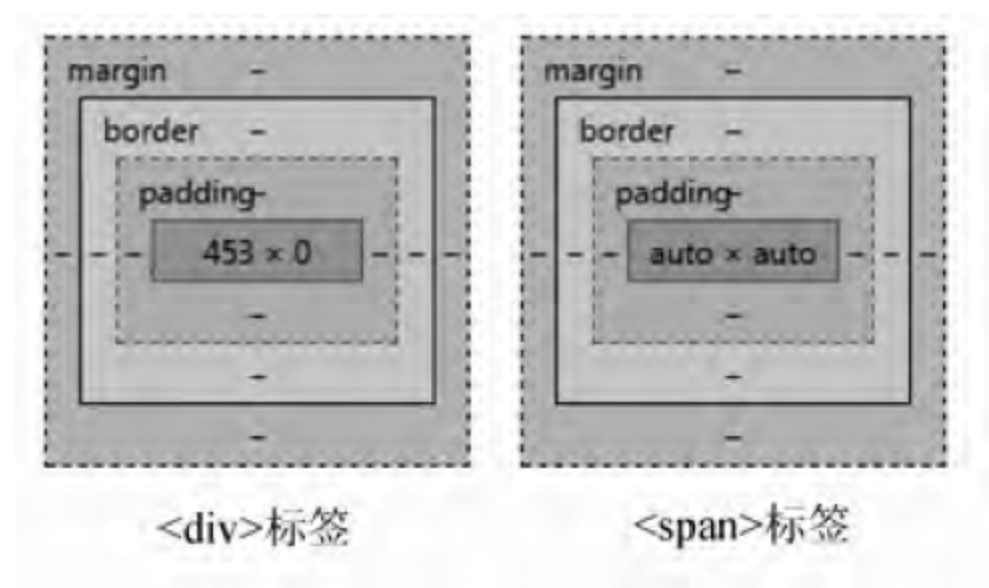 margin –
border –
padding–
– – – 453 × 0 – – –
–
–
–
<div>标签
margin –
border –
padding–
– – – auto × auto – – –
–
–
–
<span>标签